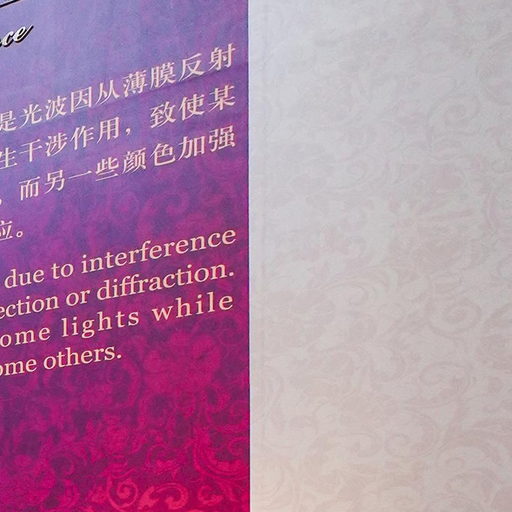 ce
是光波因从薄膜反射
生干涉作用，致使某
，而另一些颜色加强
应。
due to interference
ection or diffraction.
ome lights while
ome others.